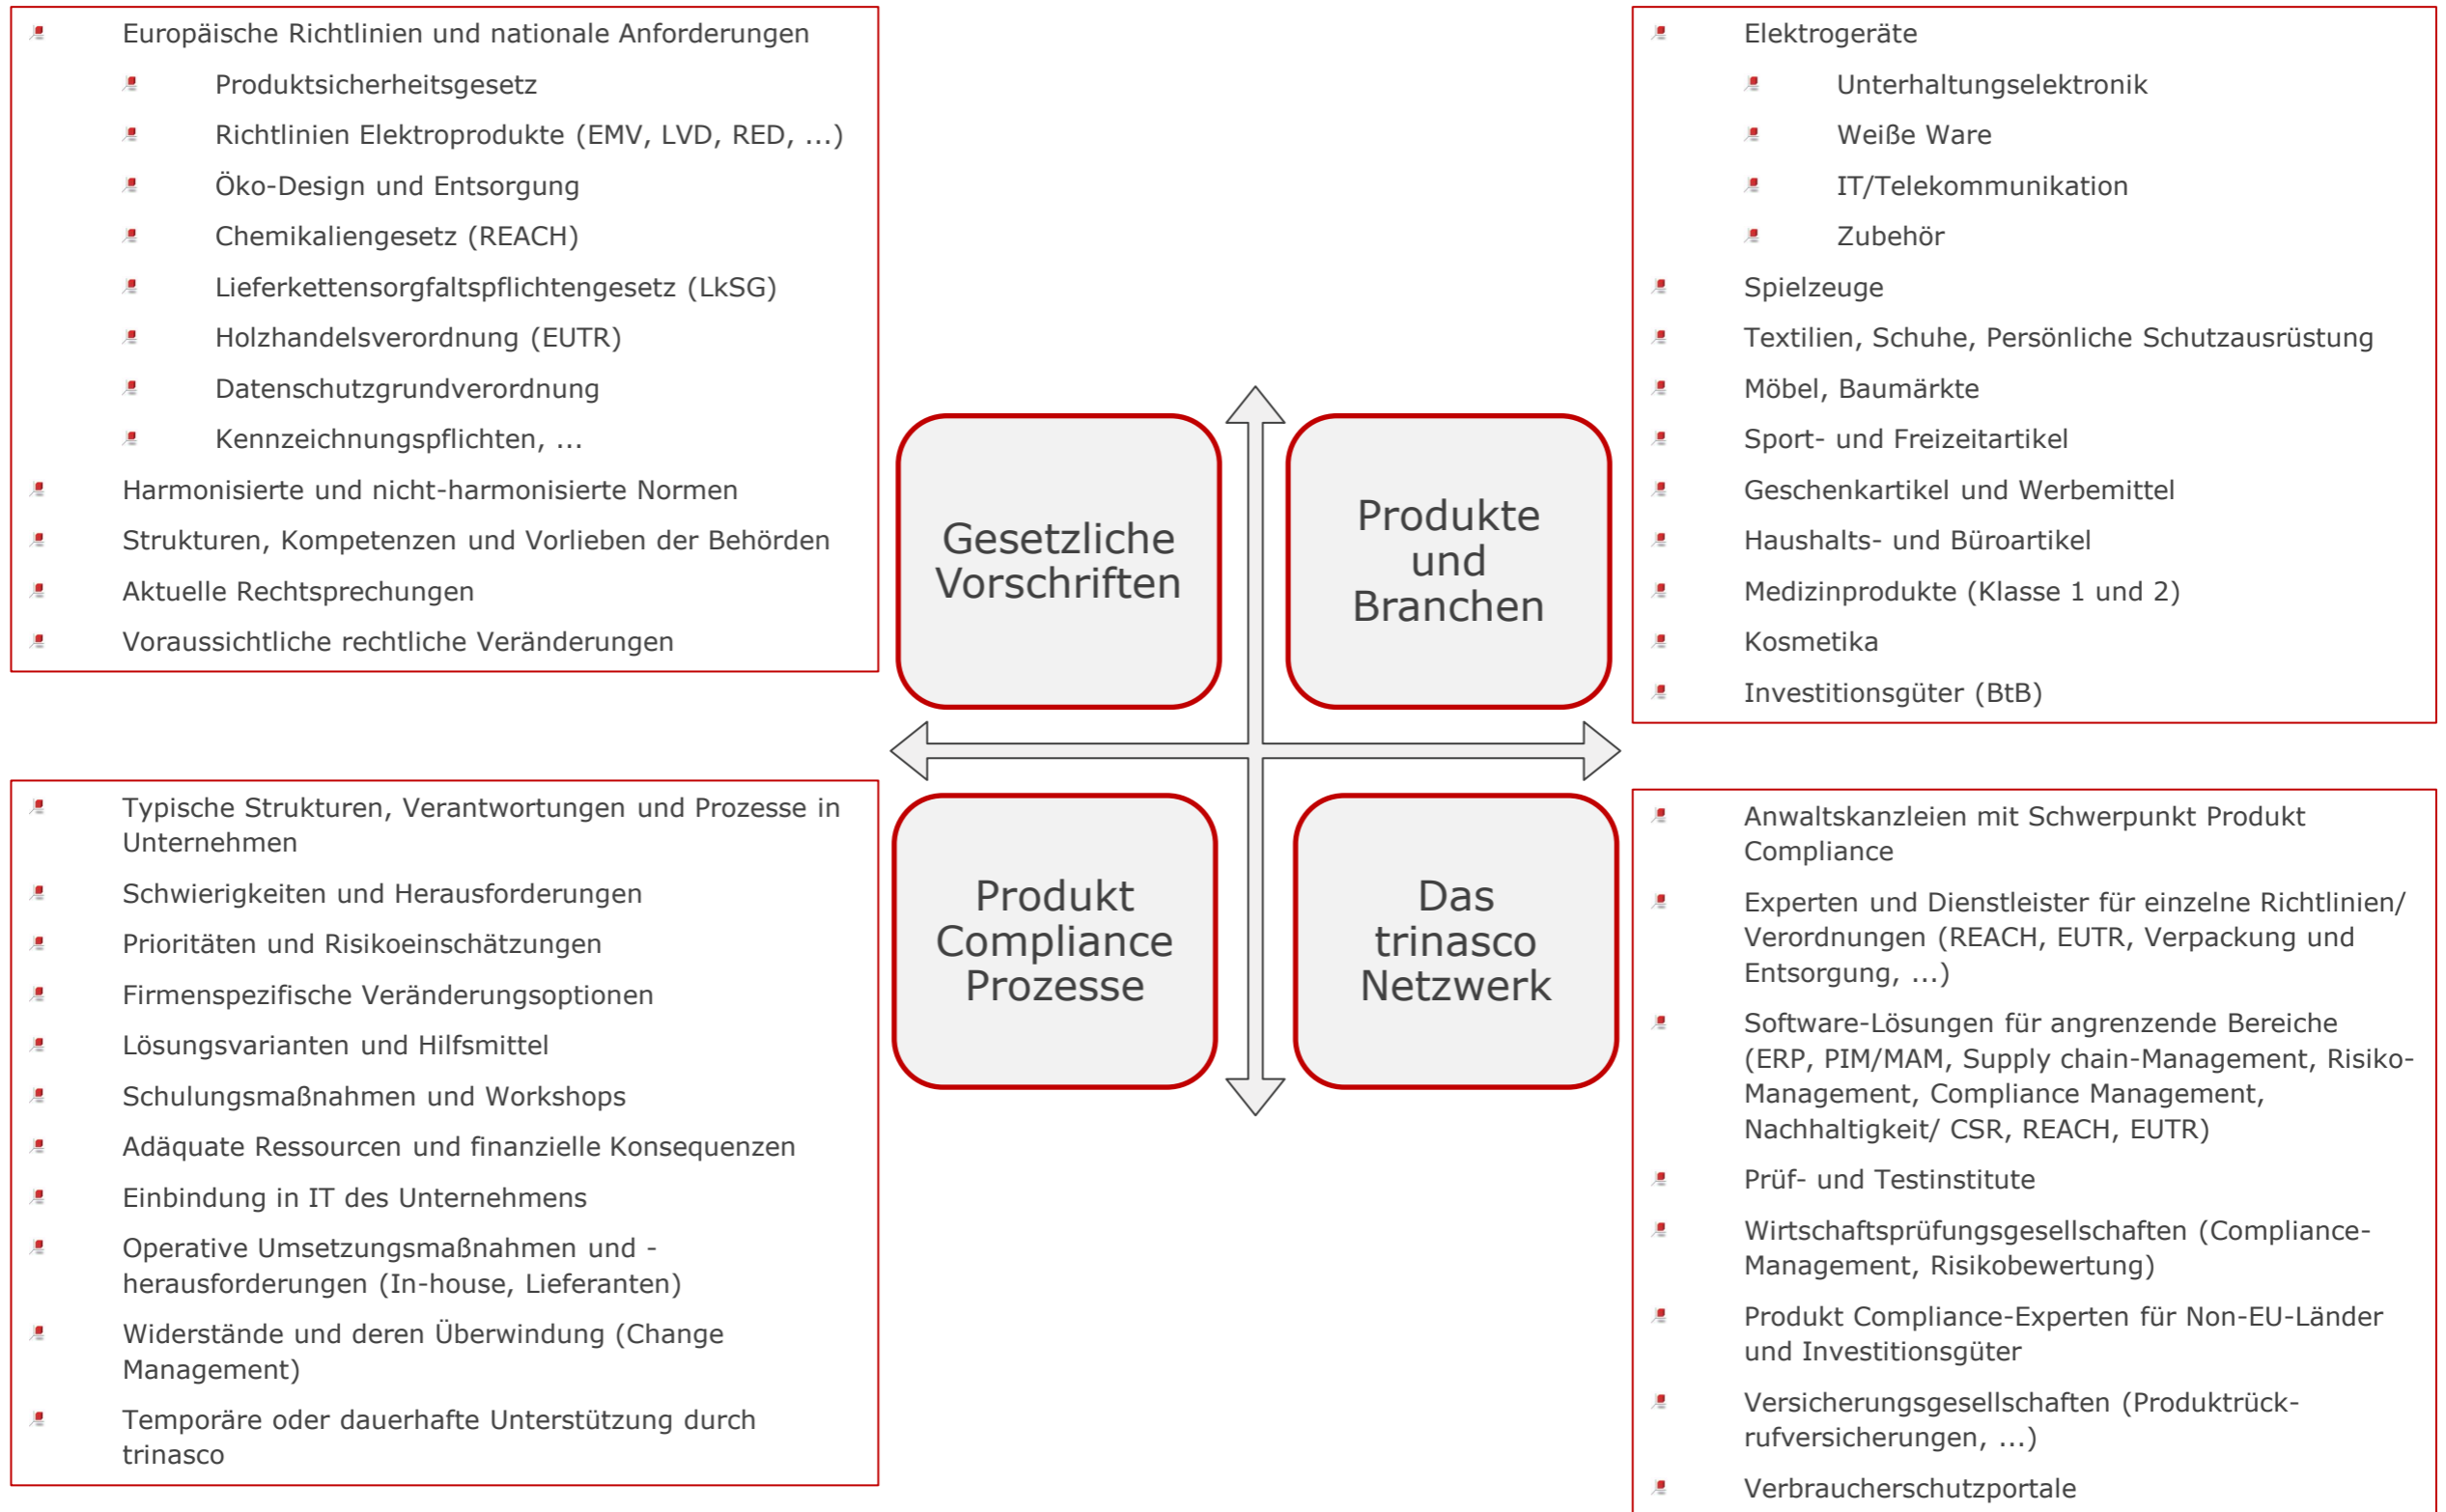 Europäische Richtlinien und nationale Anforderungen
Produktsicherheitsgesetz
Richtlinien Elektroprodukte (EMV, LVD, RED, ...)
Öko-Design und Entsorgung
Chemikaliengesetz (REACH)
Lieferkettensorgfaltspflichtengesetz (LkSG)
Holzhandelsverordnung (EUTR)
Datenschutzgrundverordnung
Kennzeichnungspflichten, ...
Harmonisierte und nicht-harmonisierte Normen
Strukturen, Kompetenzen und Vorlieben der Behörden
Aktuelle Rechtsprechungen
Voraussichtliche rechtliche Veränderungen
Gesetzliche
Vorschriften
Produkte
und
Branchen
Elektrogeräte
Unterhaltungselektronik
Weiße Ware
IT/Telekommunikation
Zubehör
Spielzeuge
Textilien, Schuhe, Persönliche Schutzausrüstung
Möbel, Baumärkte
Sport- und Freizeitartikel
Geschenkartikel und Werbemittel
Haushalts- und Büroartikel
Medizinprodukte (Klasse 1 und 2)
Kosmetika
Investitionsgüter (BtB)
Typische Strukturen, Verantwortungen und Prozesse in
Unternehmen
Schwierigkeiten und Herausforderungen
Prioritäten und Risikoeinschätzungen
Firmenspezifische Veränderungsoptionen
Lösungsvarianten und Hilfsmittel
Schulungsmaßnahmen und Workshops
Adäquate Ressourcen und finanzielle Konsequenzen
Einbindung in IT des Unternehmens
Operative Umsetzungsmaßnahmen und -
herausforderungen (In-house, Lieferanten)
Widerstände und deren Überwindung (Change
Management)
Temporäre oder dauerhafte Unterstützung durch
trinasco
Produkt
Compliance
Prozesse
Das
trinasco
Netzwerk
Anwaltskanzleien mit Schwerpunkt Produkt
Compliance
Experten und Dienstleister für einzelne Richtlinien/
Verordnungen (REACH, EUTR, Verpackung und
Entsorgung, ...)
Software-Lösungen für angrenzende Bereiche
(ERP, PIM/MAM, Supply chain-Management, Risiko-
Management, Compliance Management,
Nachhaltigkeit/ CSR, REACH, EUTR)
Prüf- und Testinstitute
Wirtschaftsprüfungsgesellschaften (Compliance-
Management, Risikobewertung)
Produkt Compliance-Experten für Non-EU-Länder
und Investitionsgüter
Versicherungsgesellschaften (Produktrück-
rufversicherungen, ...)
Verbraucherschutzportale